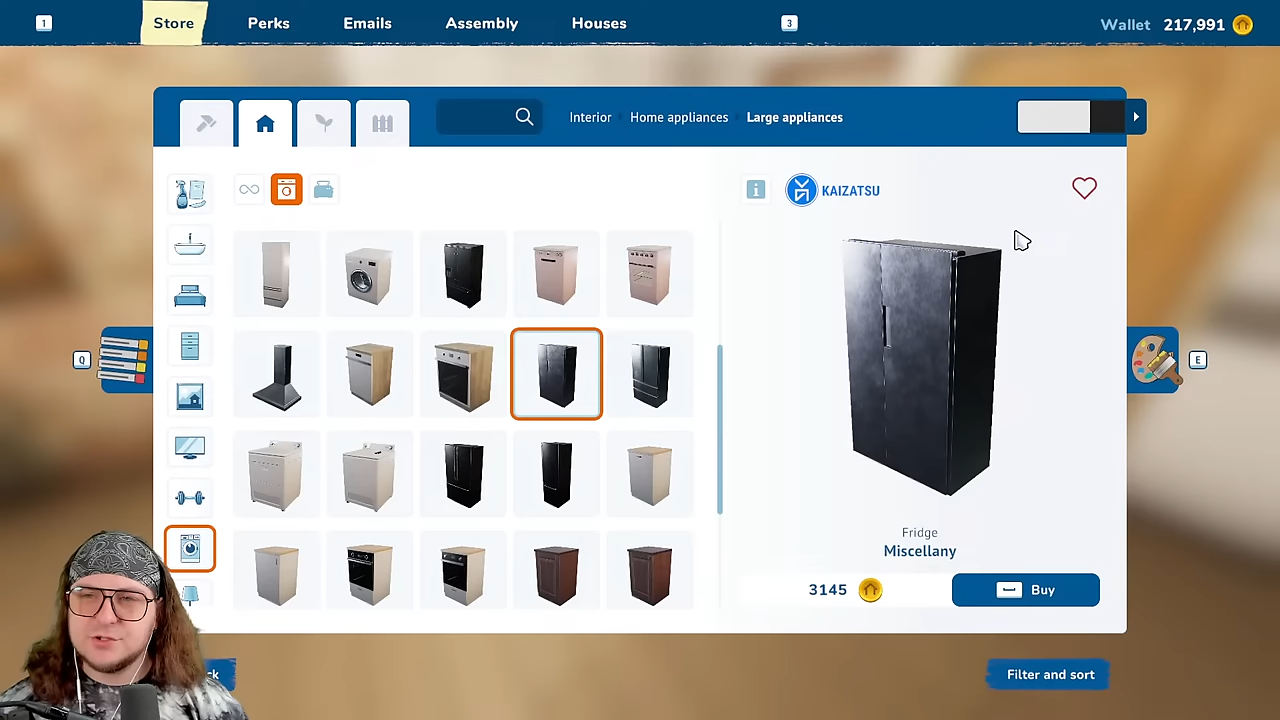 1
Store
Perks
Emails
Assembly
Houses
3
Wallet 217,991
Interior
Home appliances
Large appliances
i
KAIZATSU
Q
E
Fridge
Miscellany
3145
Buy
ck
Filter and sort